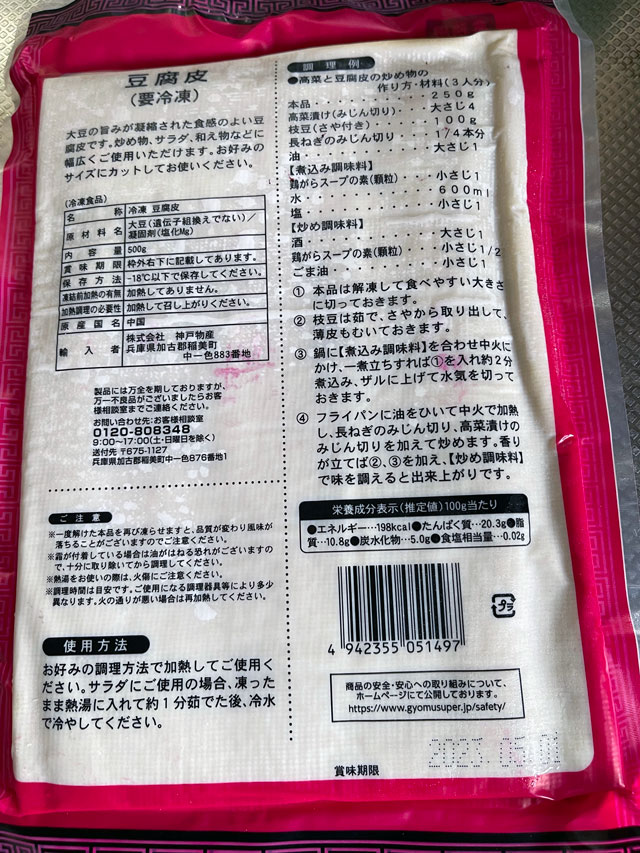 豆腐皮
(要冷凍)
大豆の旨みが凝縮された食感のよい豆
腐皮です。炒め物、サラダ、和え物などに
幅広くご使用いただけます。お好みの
サイズにカットしてお使いください。
(冷凍食品)
名 称 冷凍 豆腐皮
原材料名 大豆(遺伝子組換えでない)/
凝固剤(塩化Mg)
内容量 500g
賞味期限 枠外右下に記載してあります。
保存方法 -18℃以下で保存してください。
凍結前加熱の有無 加熱してありません。
加熱調理の必要性 加熱して召し上がりください。
原産国名 中国
輸入者 株式会社 神戸物産
兵庫県加古郡稲美町
中一色883番地
製品には万全を期しておりますが、
万一不良品がございましたらお客
様相談室までご連絡ください。
お問い合わせ先:お客様相談室
0120-808348
9:00〜17:00(土・日曜日を除く)
送付先 〒675-1127
兵庫県加古郡稲美町中一色876番地1
ご注意
※一度解けた本品を再び凍らせますと、品質が変わり風味が
落ちることがございますのでご注意ください。
※霜が付着している場合は油がはねる恐れがございますの
で、十分に取り除いてから調理してください。
※熱湯をお使いの際は、火傷にご注意ください。
※調理時間は目安です。ご使用になる調理器具等により多少
異なります。火の通りが悪い場合は再加熱してください。
使用方法
お好みの調理方法で加熱してご使用く
ださい。サラダにご使用の場合、凍った
まま熱湯に入れて約1分茹でた後、冷水
で冷やしてください。
調理例
●高菜と豆腐皮の炒め物の
作り方・材料(3人分)
本品・・・・・・・・・・250g
高菜漬け(みじん切り)・・大さじ4
枝豆(さや付き)・・・・・100g
長ねぎのみじん切り・・・1/4本分
油・・・・・・・・・・・大さじ1
【煮込み調味料】
鶏がらスープの素(顆粒)・・・小さじ1
水・・・・・・・・・・・600ml
塩・・・・・・・・・・・小さじ1
【炒め調味料】
酒・・・・・・・・・・・大さじ1
鶏がらスープの素(顆粒)・・小さじ1/2
ごま油・・・・・・・・・小さじ1
① 本品は解凍して食べやすい大きさ
に切っておきます。
② 枝豆は茹で、さやから取り出して、
薄皮もむいておきます。
③ 鍋に【煮込み調味料】を合わせ中火に
かけ、一煮立ちすれば①を入れ約2分
煮込み、ザルに上げて水気を切って
おきます。
④ フライパンに油をひいて中火で加熱
し、長ねぎのみじん切り、高菜漬けの
みじん切りを加えて炒めます。香り
が立てば②、③を加え、【炒め調味料】
で味を調えると出来上がりです。
栄養成分表示(推定値)100g当たり
●エネルギー…198kcal●たんぱく質…20.3g●脂
質…10.8g●炭水化物…5.0g●食塩相当量…0.02g
4 942355 051497
プラ
商品の安全・安心への取り組みについて、
ホームページにて公開しております。
https://www.gyomusuper.jp/safety/
賞味期限
2023.05.01